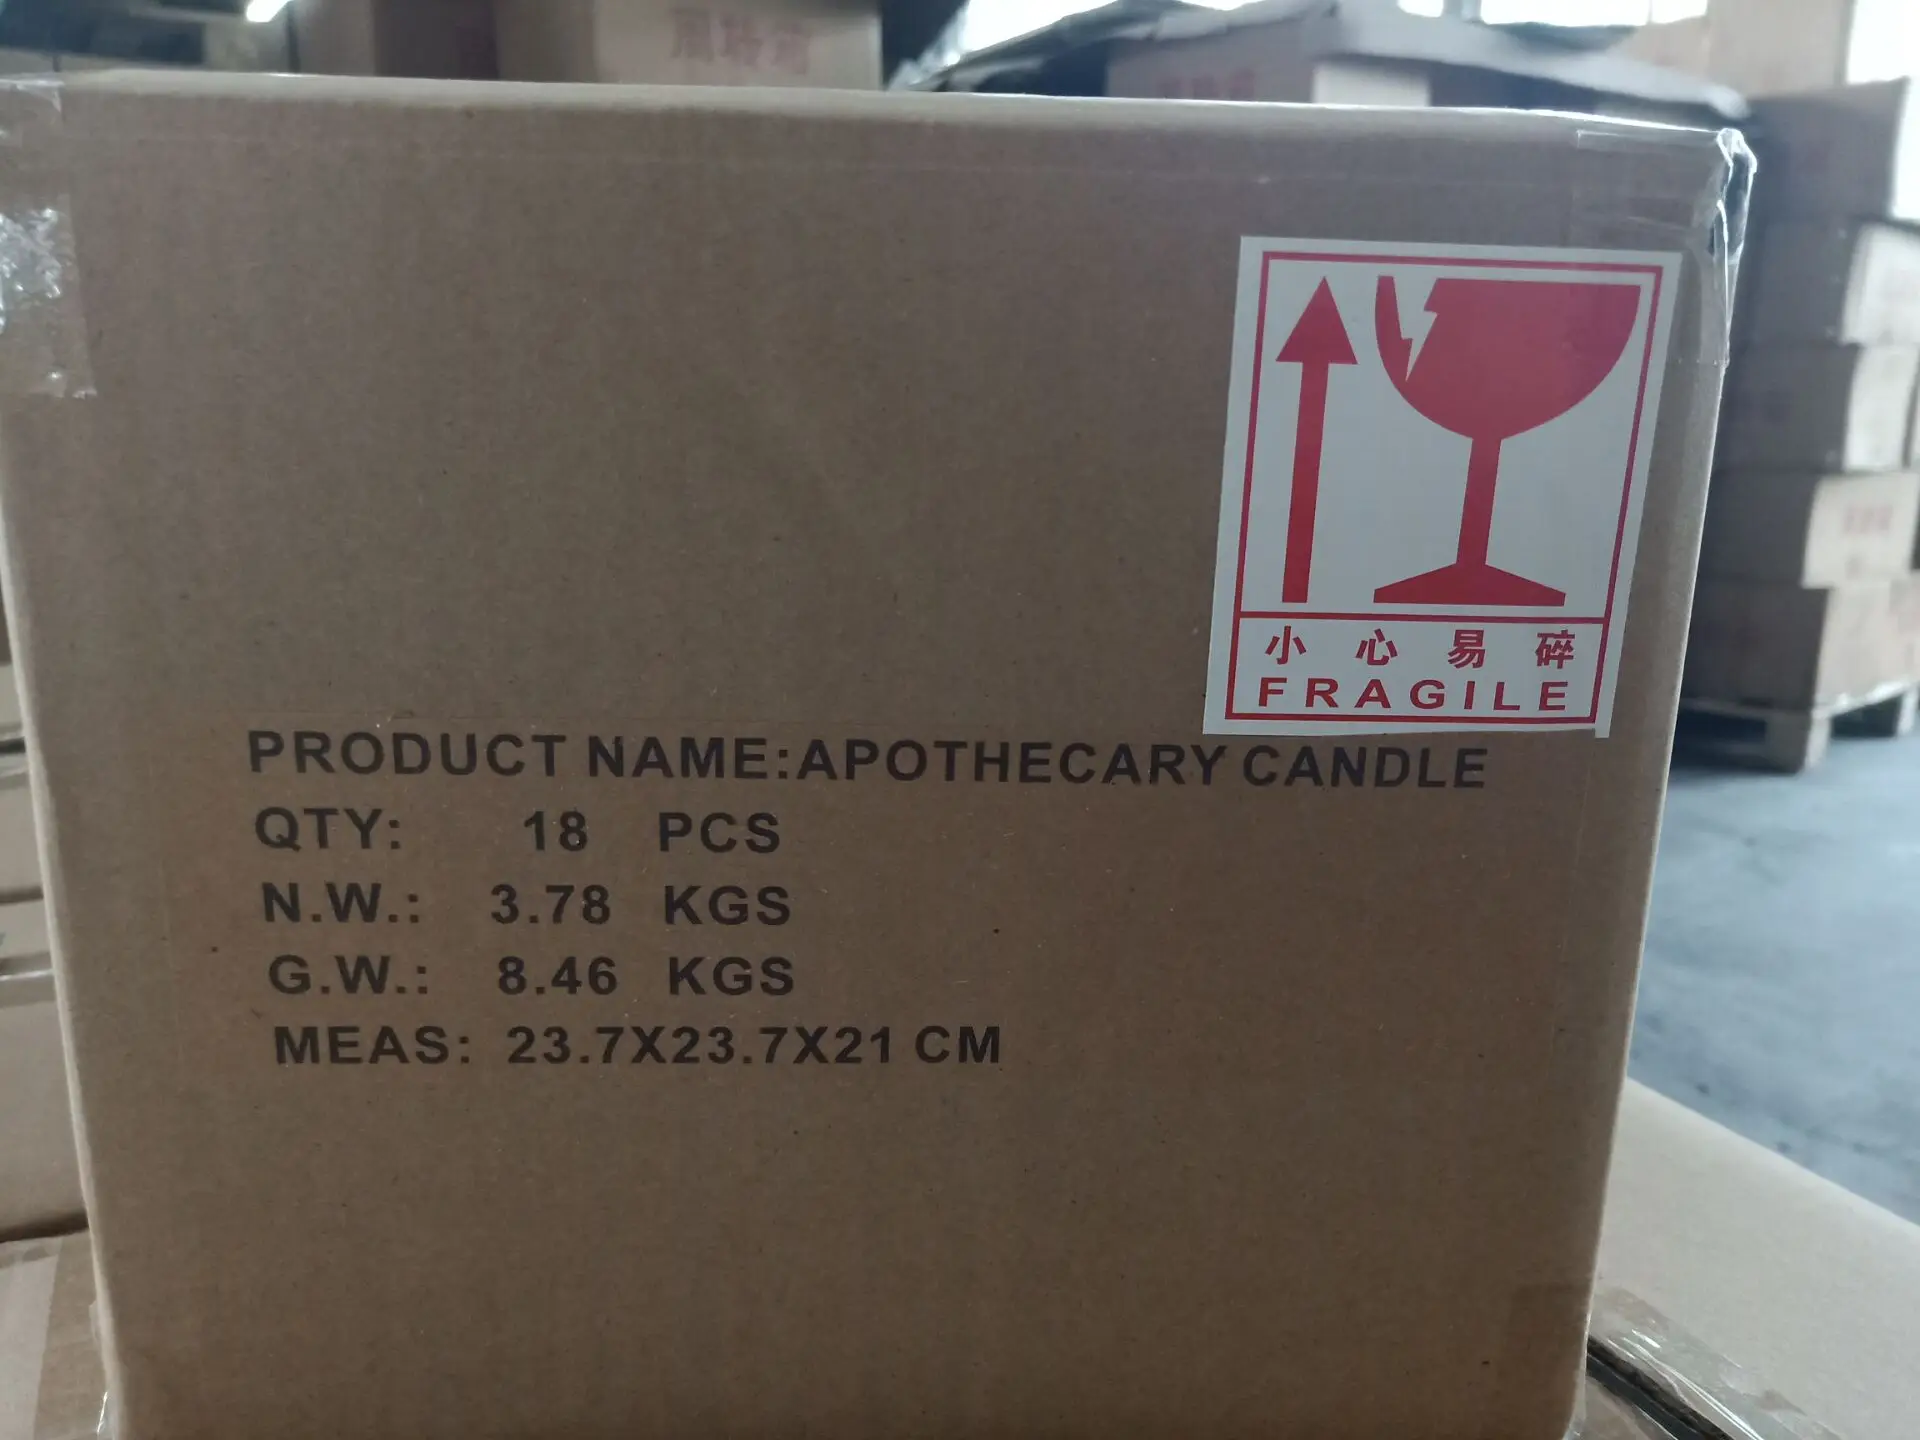 小心易碎
FRAGILE
PRODUCT NAME:APOTHECARY CANDLE
QTY: 18 PCS
N.W.: 3.78 KGS
G.W.: 8.46 KGS
MEAS: 23.7X23.7X21 CM